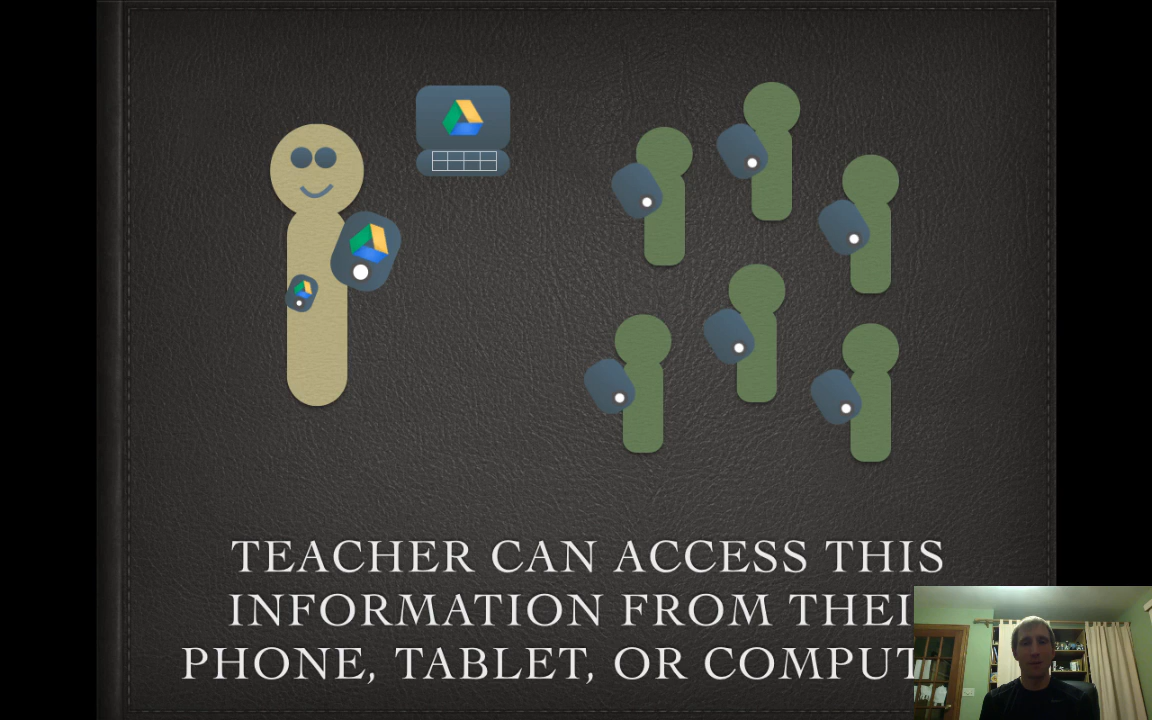 TEACHER CAN ACCESS THIS
INFORMATION FROM THEI
PHONE, TABLET, OR COMPUT